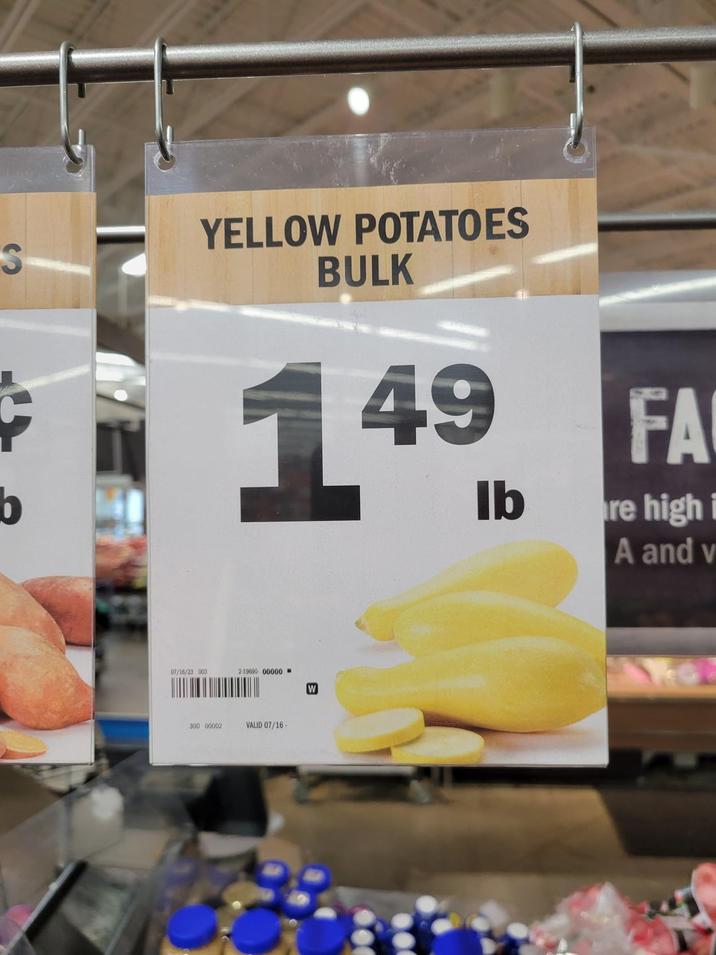 YELLOW POTATOES
BULK
1 49
lb
07/16/23 003 2-19690- 00000
W
300 00002 VALID 07/16 -
S
¢
b
FA
are high i
A and v